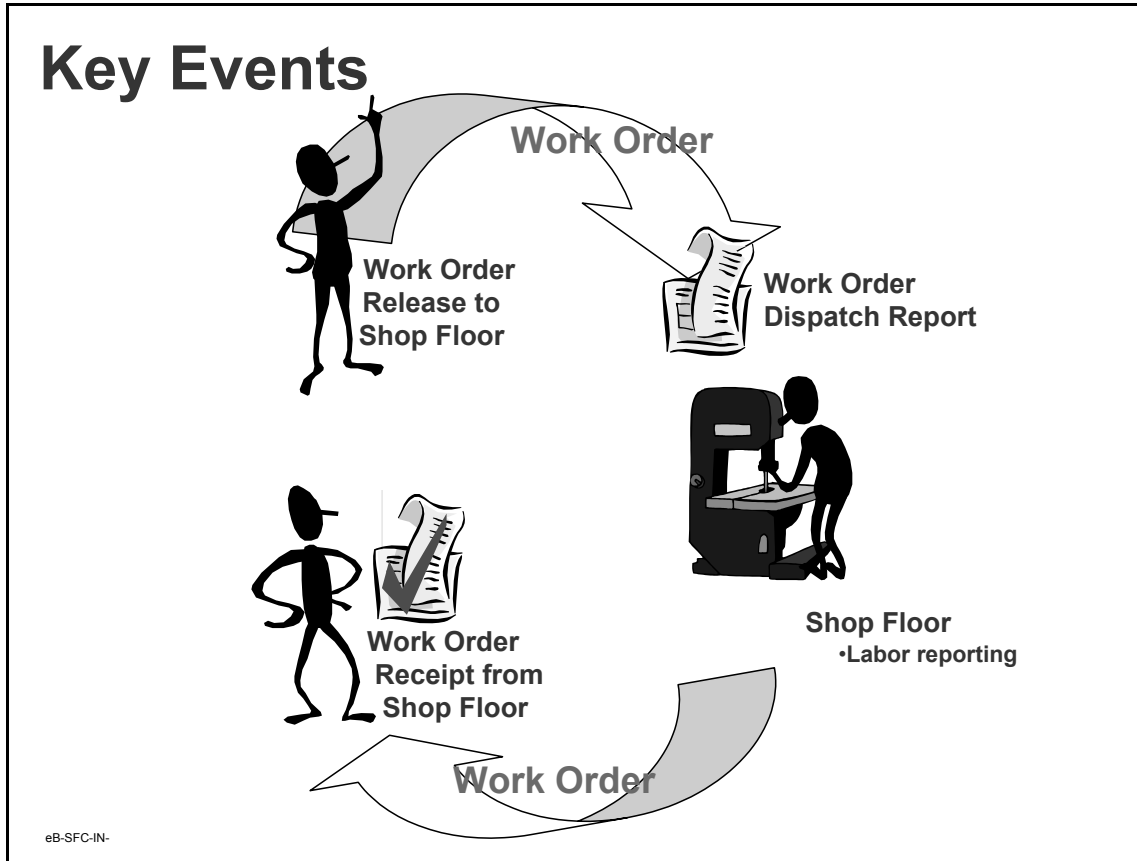 Key Events
Work Order
Work Order
Release to
Shop Floor
Work Order
Dispatch Report
Shop Floor
•Labor reporting
Work Order
Receipt from
Shop Floor
Work Order
eB-SFC-IN-